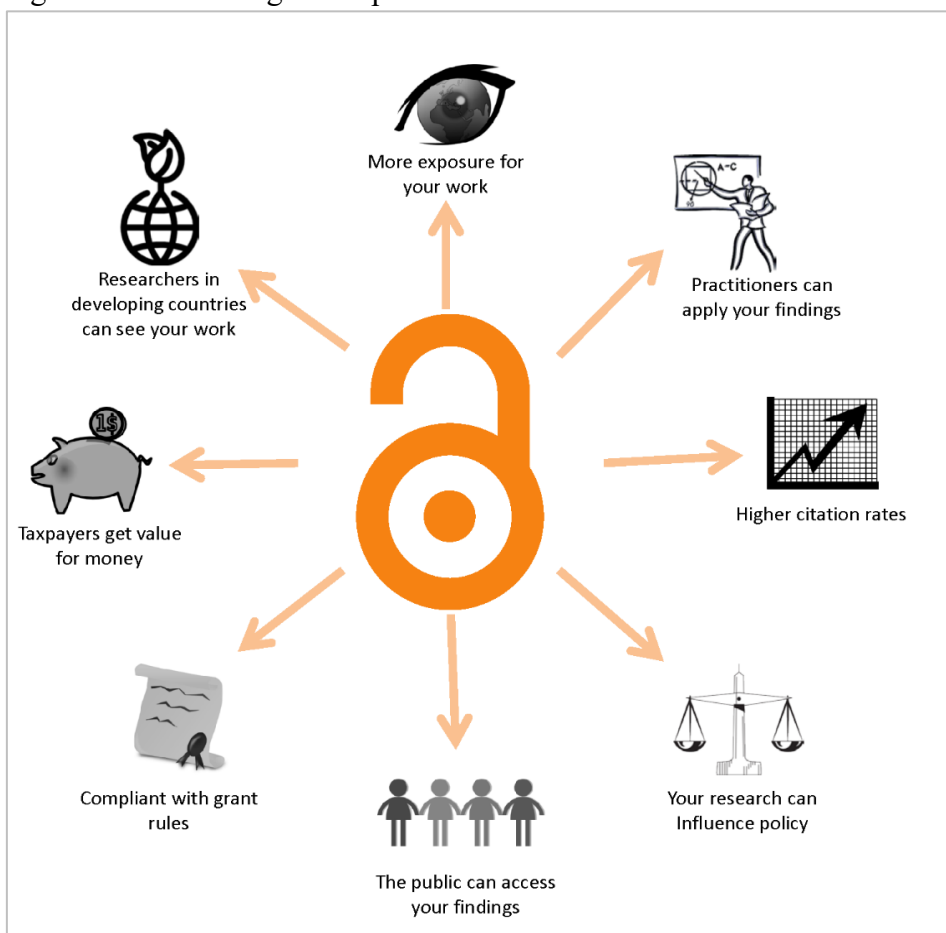 More exposure for
your work
A-C
90
Practitioners can
apply your findings
Higher citation rates
Your research can
Influence policy
The public can access
your findings
Compliant with grant
rules
1$
Taxpayers get value
for money
Researchers in
developing countries
can see your work